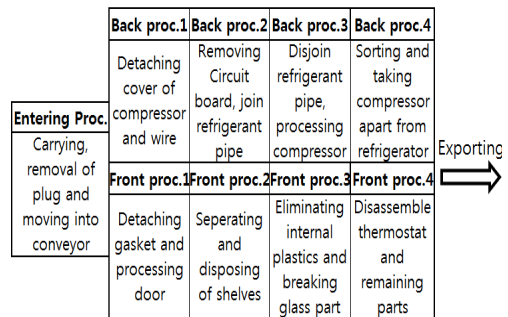 Back proc.1 Back proc.2 Back proc.3 Back proc.4
Detaching
cover of
compressor
and wire
Removing
Circuit
board, join
refrigerant
pipe
Disjoin
refrigerant
pipe,
processing
compressor
Sorting and
taking
compressor
apart from
refrigerator
Entering Proc.
Carrying,
removal of
plug and
moving into
conveyor
Front proc.1 Front proc.2 Front proc.3 Front proc.4
Detaching
gasket and
processing
door
Seperating
and
disposing
of shelves
Eliminating
internal
plastics and
breaking
glass part
Disassemble
thermostat
and
remaining
parts
Exporting